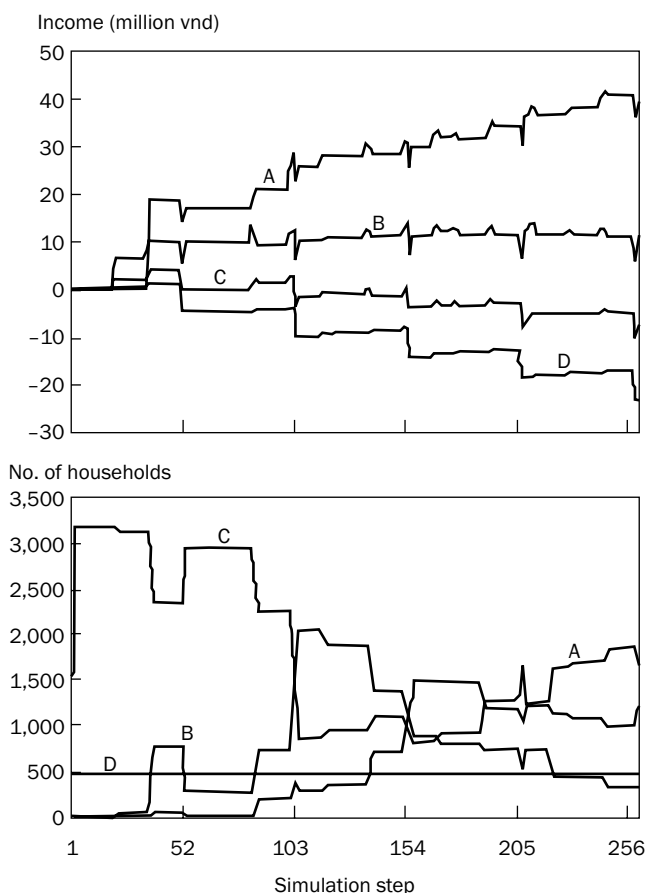 Income (million vnd)
50
40
30
20
10
0
–10
–20
–30
A
B
C
D
No. of households
3,500
3,000
2,500
2,000
1,500
1,000
500
0
C
A
B
D
1 52 103 154 205 256
Simulation step